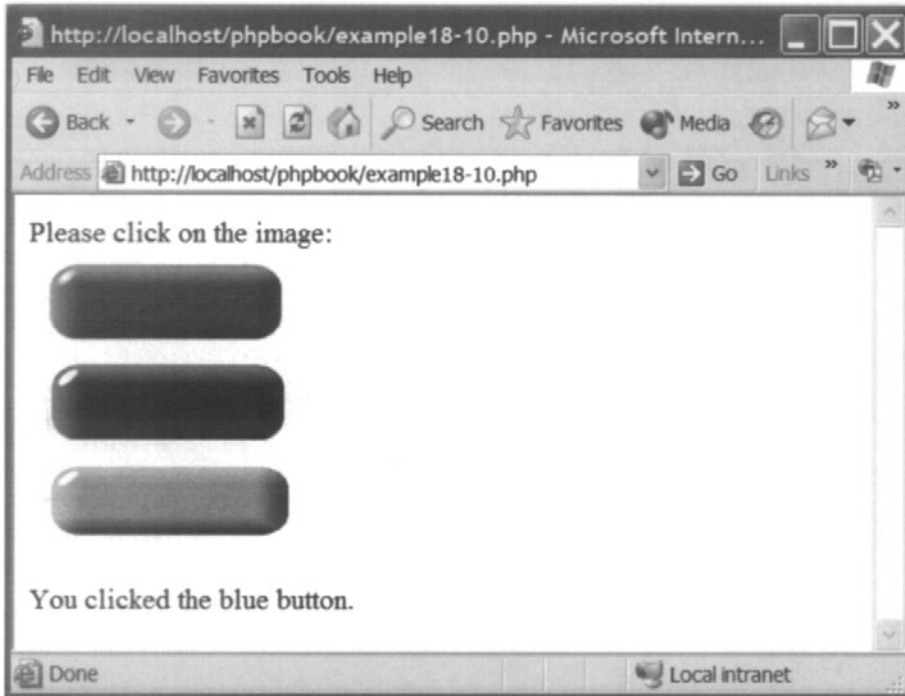 http://localhost/phpbook/example18-10.php - Microsoft Intern...
File Edit View Favorites Tools Help
Back Search Favorites Media »
Address http://localhost/phpbook/example18-10.php Go Links »
Please click on the image:
You clicked the blue button.
Done Local intranet